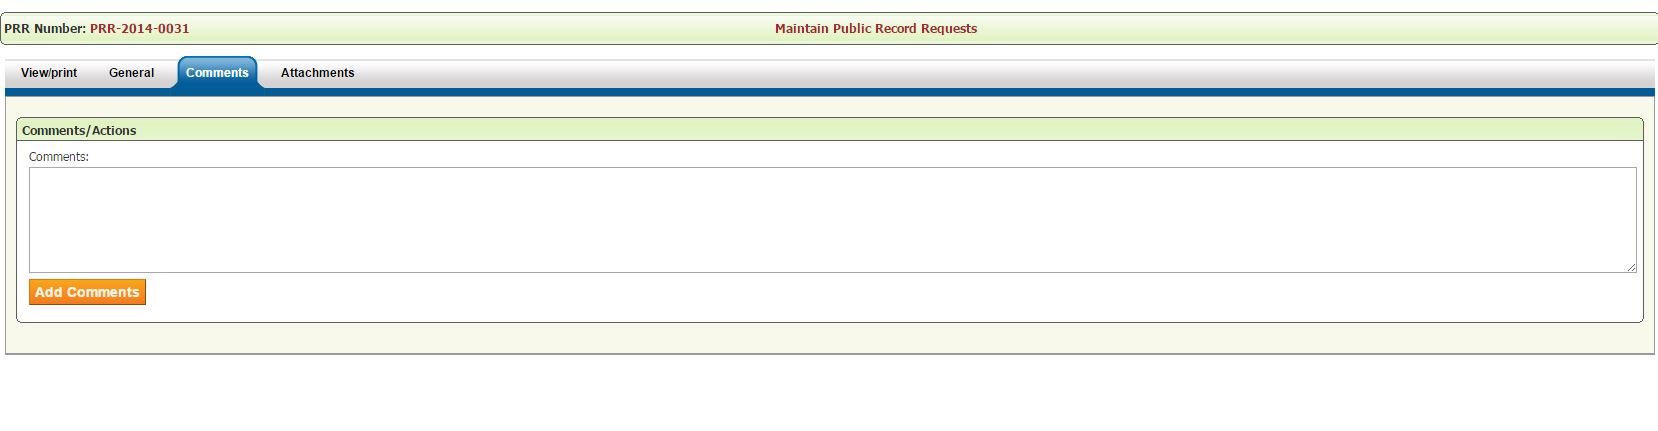 PRR Number: PRR-2014-0031 Maintain Public Record Requests
View/print General Comments Attachments
Comments/Actions
Comments:
Add Comments